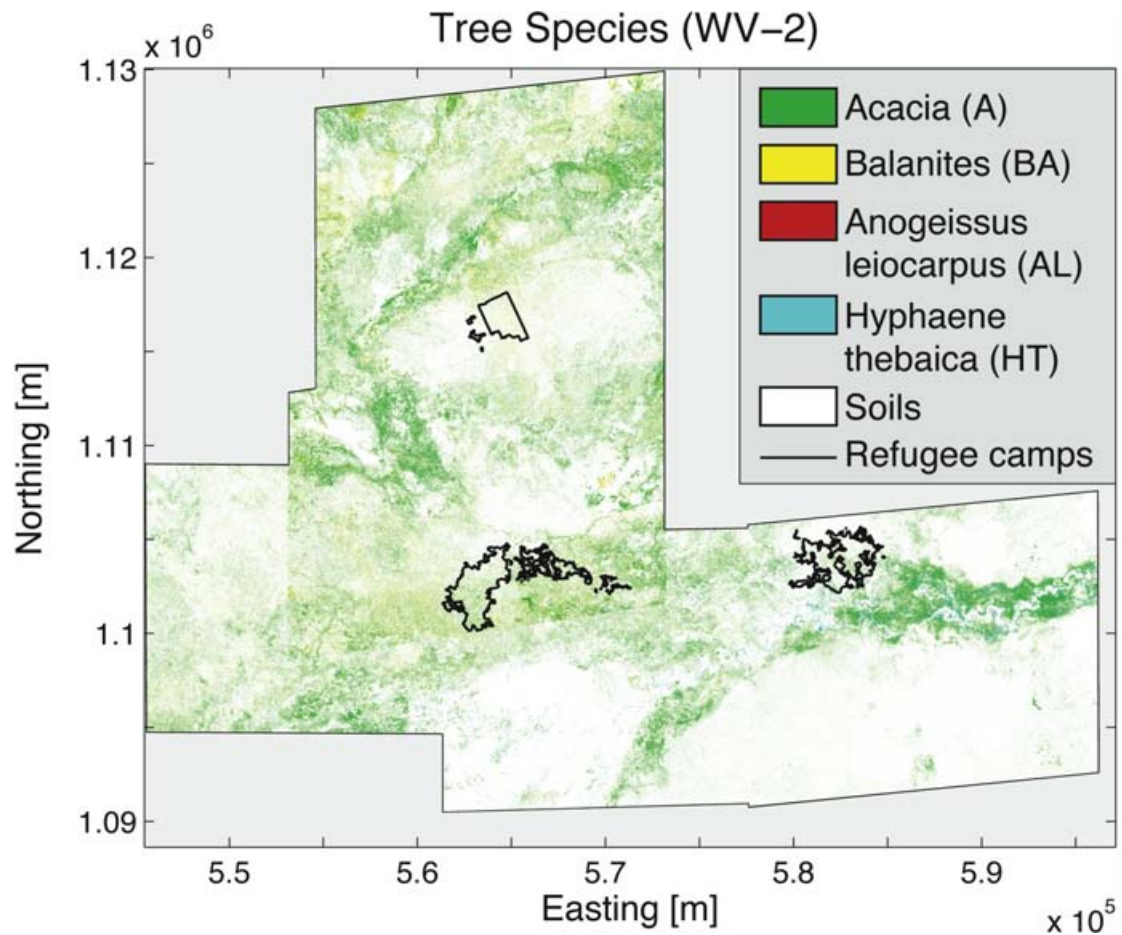 Tree Species (WV−2)
x 10^6
1.13
1.12
1.11
1.1
1.09
Northing [m]
Acacia (A)
Balanites (BA)
Anogeissus
leiocarpus (AL)
Hyphaene
thebaica (HT)
Soils
Refugee camps
5.5 5.6 5.7 5.8 5.9
Easting [m]
x 10^5